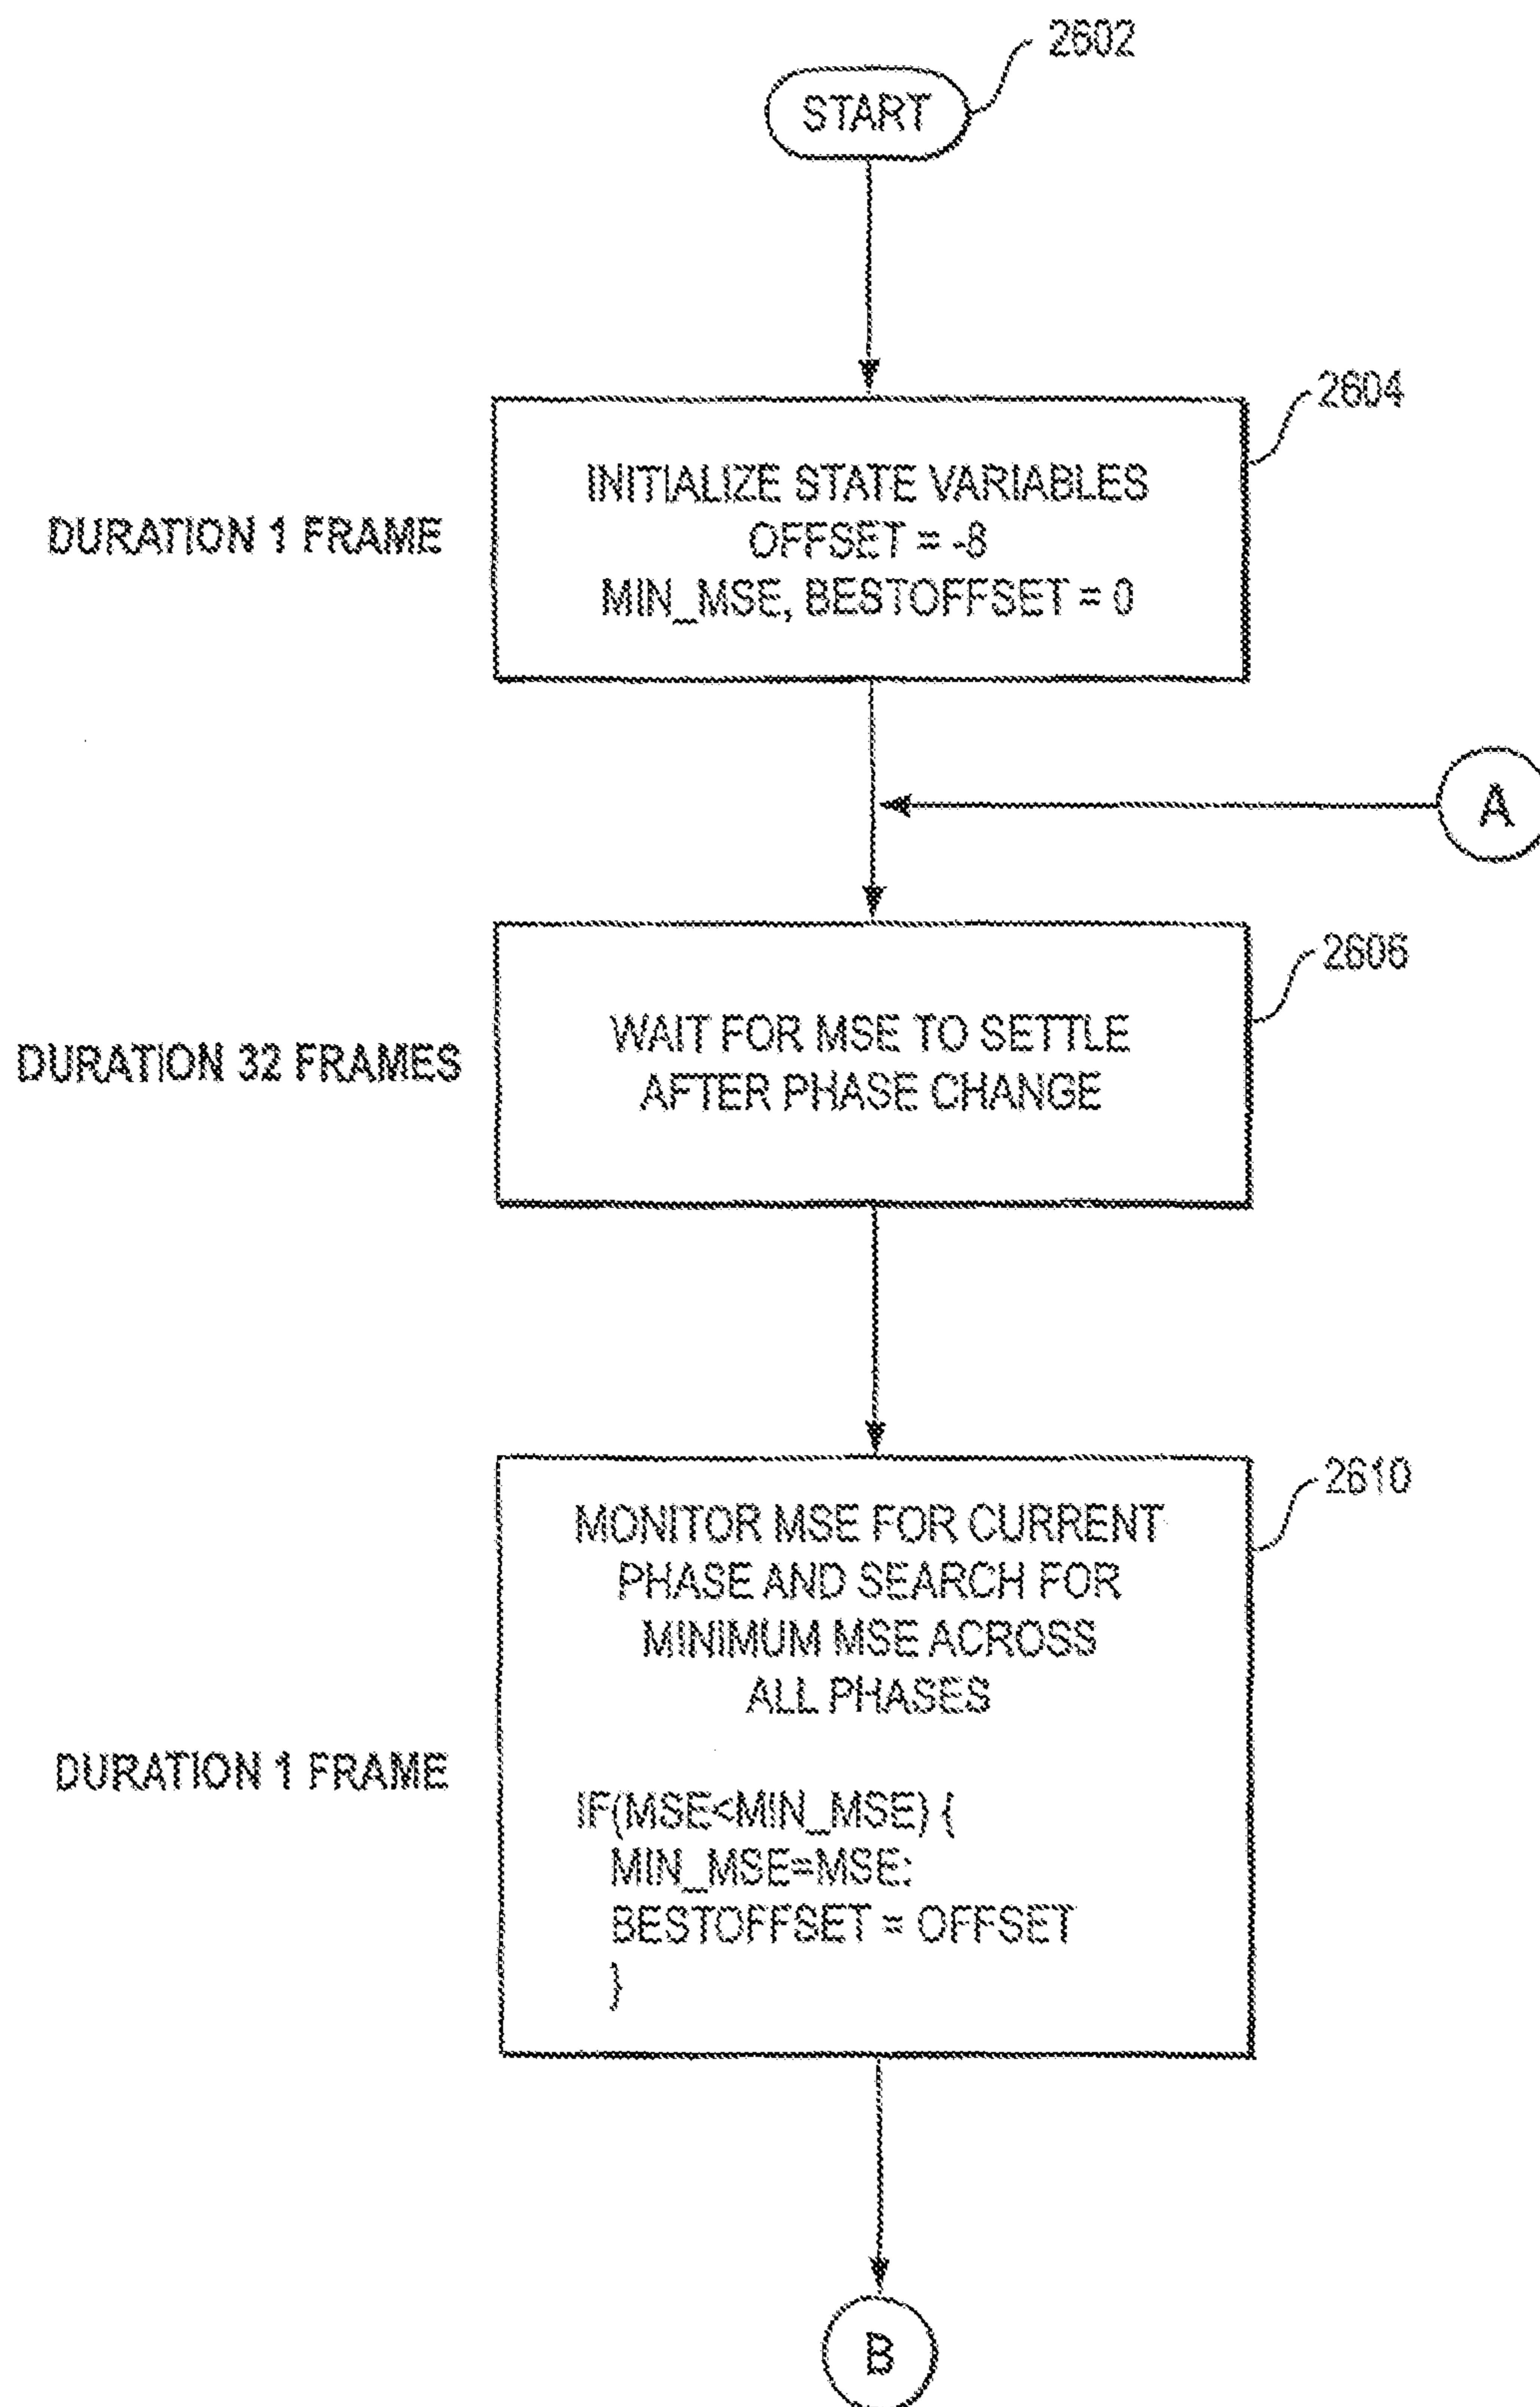 2602
START
2604
INITIALIZE STATE VARIABLES
OFFSET = -8
MIN_MSE, BESTOFFSET = 0
DURATION 1 FRAME
A
2606
WAIT FOR MSE TO SETTLE
AFTER PHASE CHANGE
DURATION 32 FRAMES
2610
MONITOR MSE FOR CURRENT
PHASE AND SEARCH FOR
MINIMUM MSE ACROSS
ALL PHASES
IF(MSE<MIN_MSE) {
MIN_MSE=MSE;
BESTOFFSET = OFFSET
}
DURATION 1 FRAME
B